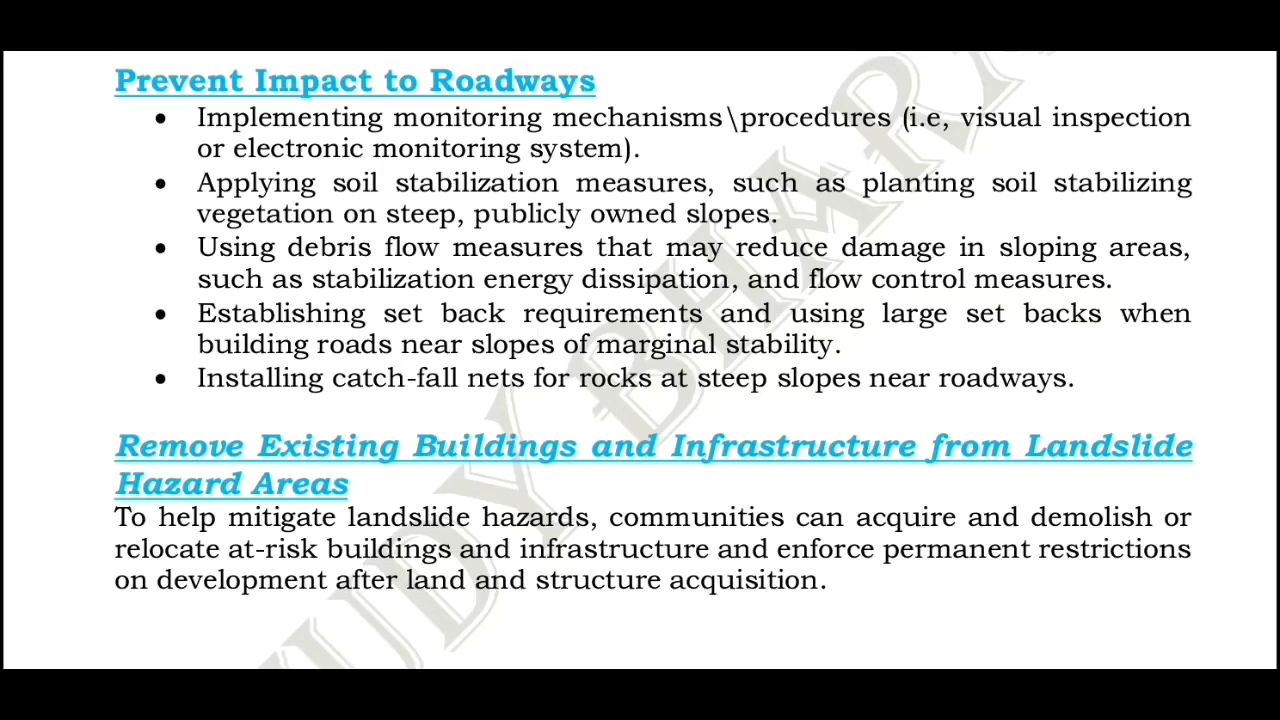 Prevent Impact to Roadways
• Implementing monitoring mechanisms\procedures (i.e, visual inspection
or electronic monitoring system).
• Applying soil stabilization measures, such as planting soil stabilizing
vegetation on steep, publicly owned slopes.
• Using debris flow measures that may reduce damage in sloping areas,
such as stabilization energy dissipation, and flow control measures.
• Establishing set back requirements and using large set backs when
building roads near slopes of marginal stability.
• Installing catch-fall nets for rocks at steep slopes near roadways.
Remove Existing Buildings and Infrastructure from Landslide
Hazard Areas
To help mitigate landslide hazards, communities can acquire and demolish or
relocate at-risk buildings and infrastructure and enforce permanent restrictions
on development after land and structure acquisition.